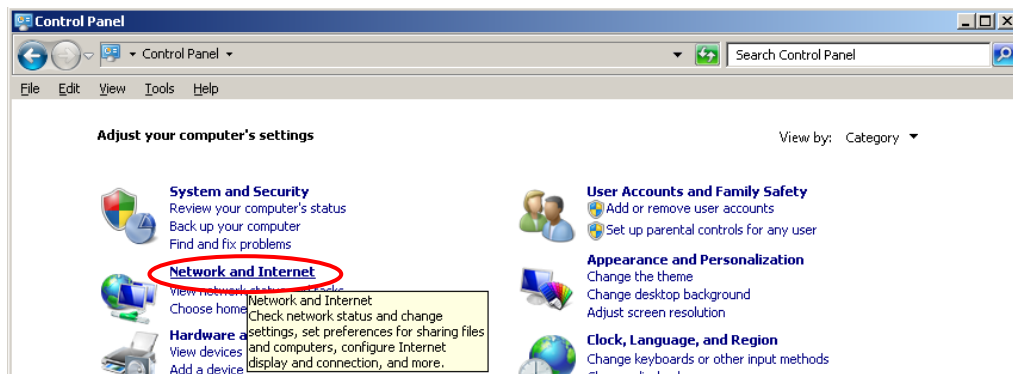 Control Panel
Control Panel
Search Control Panel
File Edit View Tools Help
Adjust your computer's settings
View by: Category
System and Security
Review your computer's status
Back up your computer
Find and fix problems
Network and Internet
View network status and tasks
Choose home
Network and Internet
Check network status and change
settings, set preferences for sharing files
and computers, configure Internet
display and connection, and more.
Hardware a
View devices
Add a device
User Accounts and Family Safety
Add or remove user accounts
Set up parental controls for any user
Appearance and Personalization
Change the theme
Change desktop background
Adjust screen resolution
Clock, Language, and Region
Change keyboards or other input methods